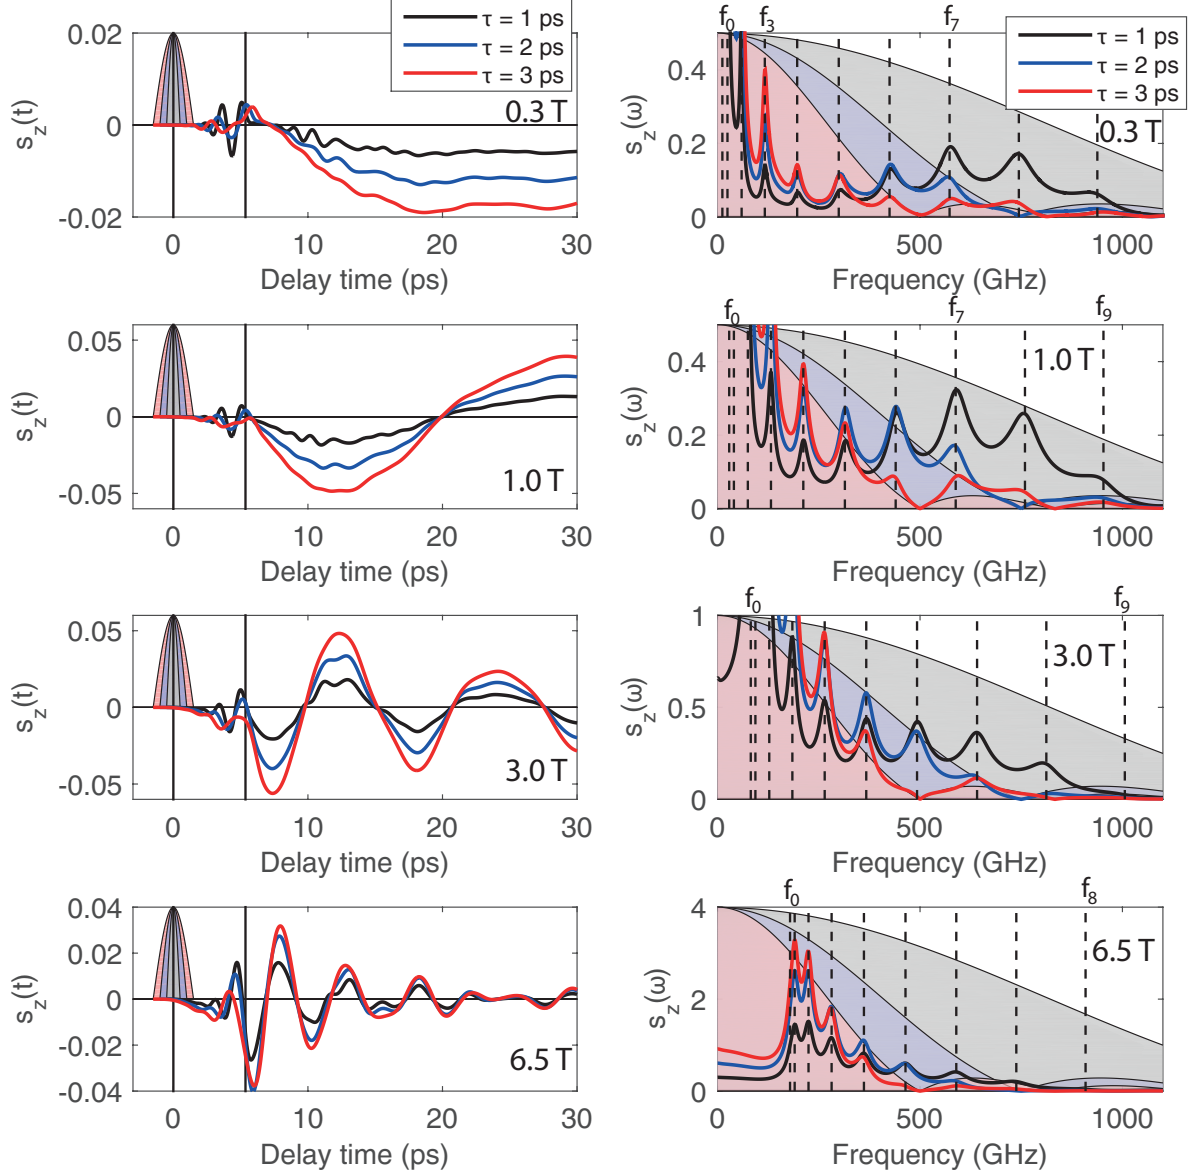 τ = 1 ps
τ = 2 ps
τ = 3 ps
0.02
0
-0.02
s_z(t)
0.3 T
0 10 20 30
Delay time (ps)
f₀ f₃ f₇
τ = 1 ps
τ = 2 ps
τ = 3 ps
0.4
0.2
0
s_z(ω)
0.3 T
0 500 1000
Frequency (GHz)
0.05
0
-0.05
s_z(t)
1.0 T
0 10 20 30
Delay time (ps)
f₀ f₇ f₉
0.4
0.2
0
s_z(ω)
1.0 T
0 500 1000
Frequency (GHz)
0.05
0
-0.05
s_z(t)
3.0 T
0 10 20 30
Delay time (ps)
f₀ f₉
1
0.5
0
s_z(ω)
3.0 T
0 500 1000
Frequency (GHz)
0.04
0.02
0
-0.02
-0.04
s_z(t)
6.5 T
0 10 20 30
Delay time (ps)
f₀ f₈
4
2
0
s_z(ω)
6.5 T
0 500 1000
Frequency (GHz)